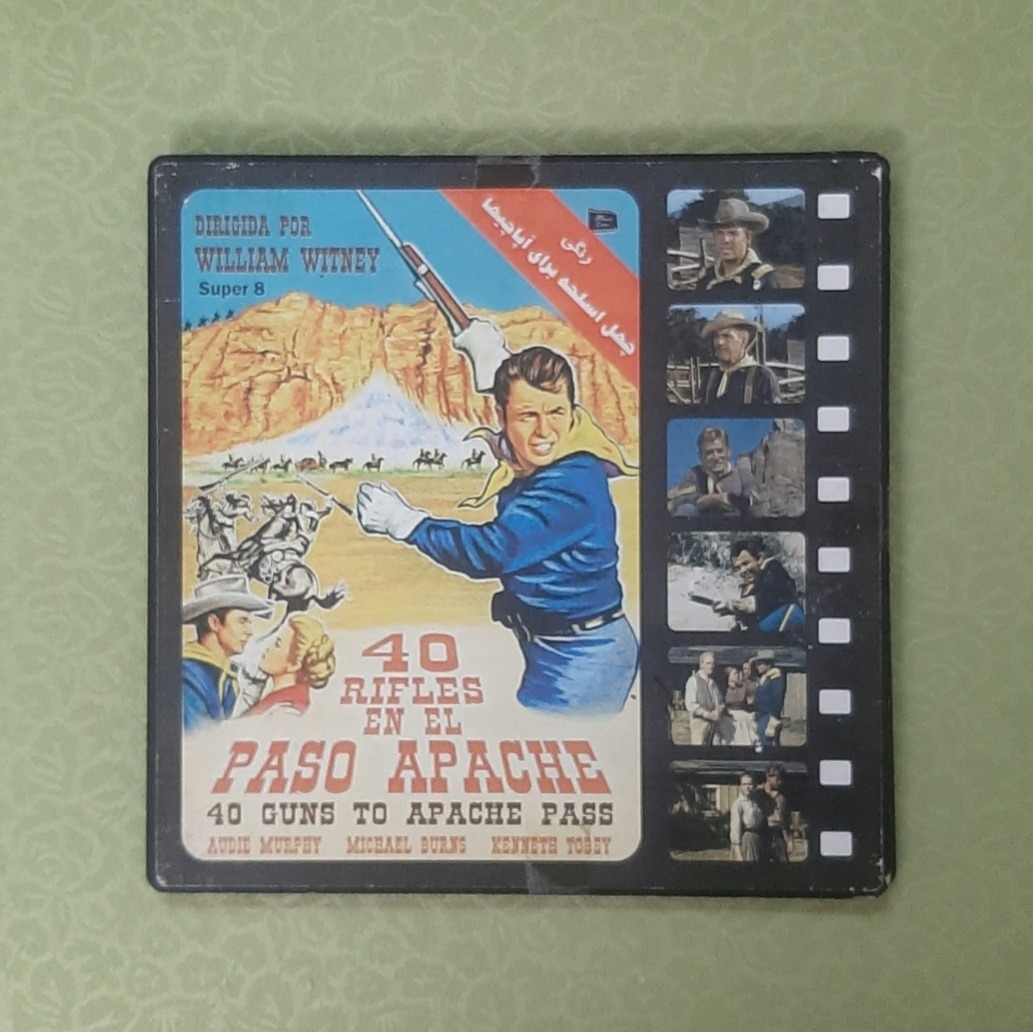 DIRIGIDA POR
WILLIAM WITNEY
Super 8
رنگی
چهل اسلحه برای آپاچیها
40
RIFLES
EN EL
PASO APACHE
40 GUNS TO APACHE PASS
AUDIE MURPHY MICHAEL BURNS KENNETH TOBEY